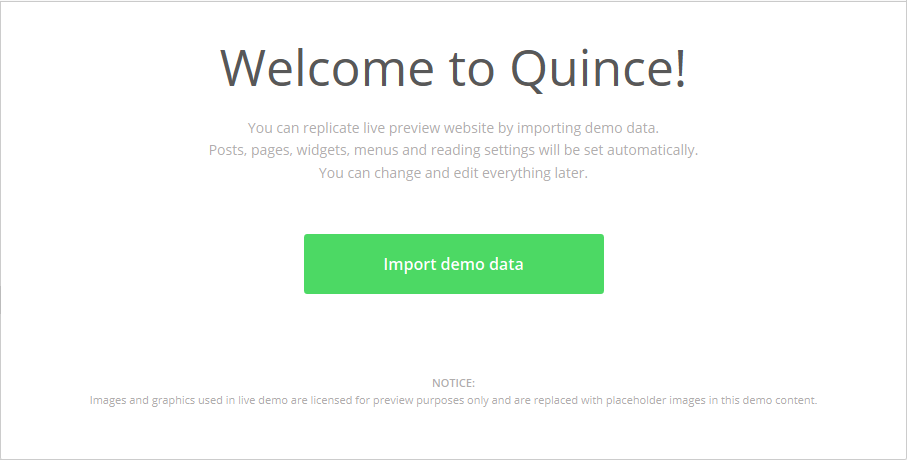 Welcome to Quince!
You can replicate live preview website by importing demo data.
Posts, pages, widgets, menus and reading settings will be set automatically.
You can change and edit everything later.
Import demo data
NOTICE:
Images and graphics used in live demo are licensed for preview purposes only and are replaced with placeholder images in this demo content.